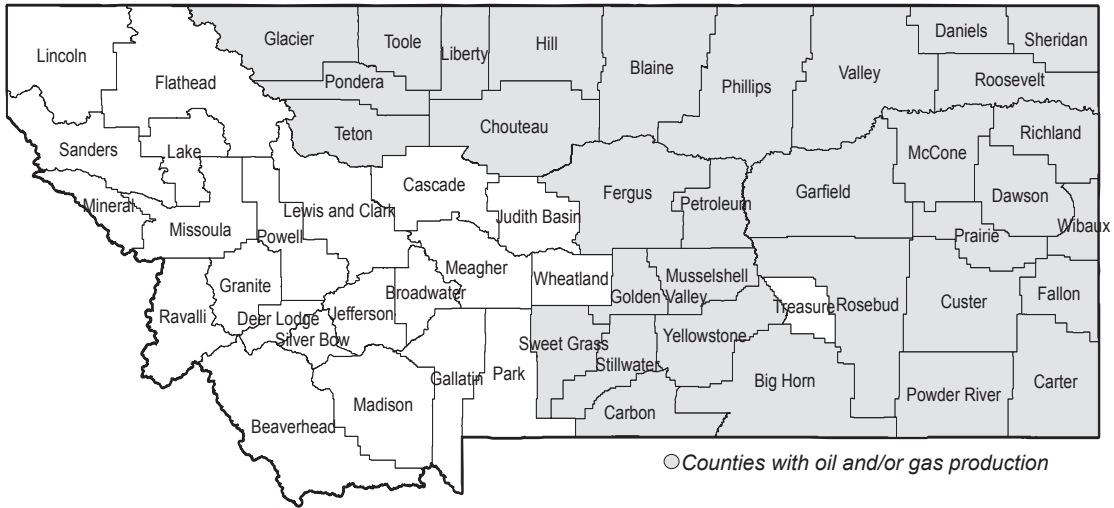 Lincoln
Flathead
Glacier
Toole
Liberty
Hill
Blaine
Phillips
Valley
Daniels
Sheridan
Roosevelt
Pondera
Teton
Chouteau
Sanders
Lake
Mineral
Missoula
Powell
Lewis and Clark
Cascade
Judith Basin
Fergus
Petroleum
Garfield
McCone
Richland
Dawson
Wibaux
Prairie
Ravalli
Granite
Deer Lodge
Silver Bow
Jefferson
Broadwater
Meagher
Wheatland
Golden
Valley
Musselshell
Treasure
Rosebud
Custer
Fallon
Sweet Grass
Stillwater
Yellowstone
Beaverhead
Madison
Gallatin
Park
Carbon
Big Horn
Powder River
Carter
Counties with oil and/or gas production